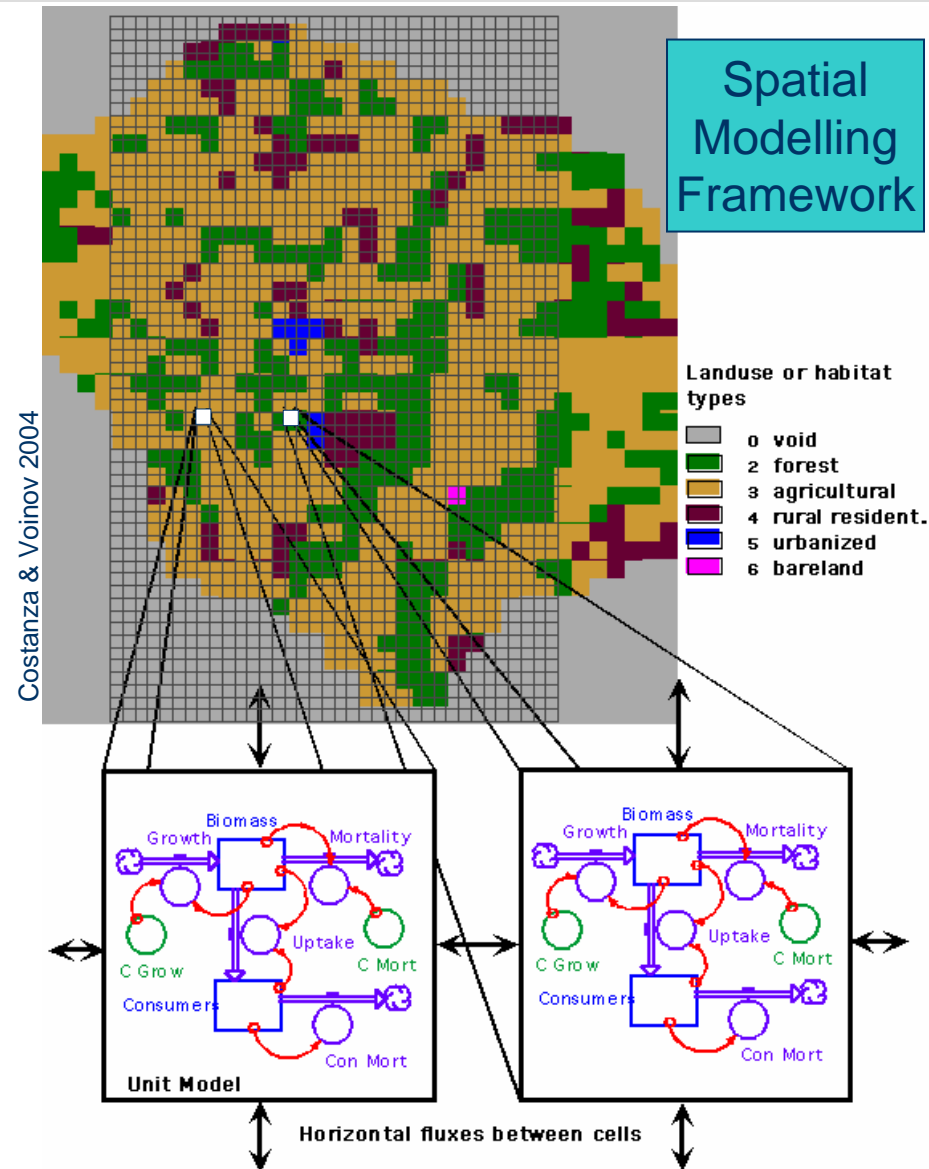 Spatial
Modelling
Framework
Costanza & Voinov 2004
Landuse or habitat
types
0 void
2 forest
3 agricultural
4 rural resident.
5 urbanized
6 bareland
Biomass
Growth
Mortality
Uptake
C Grow
C Mort
Consumers
Con Mort
Unit Model
Biomass
Growth
Mortality
Uptake
C Grow
C Mort
Consumers
Con Mort
Horizontal fluxes between cells